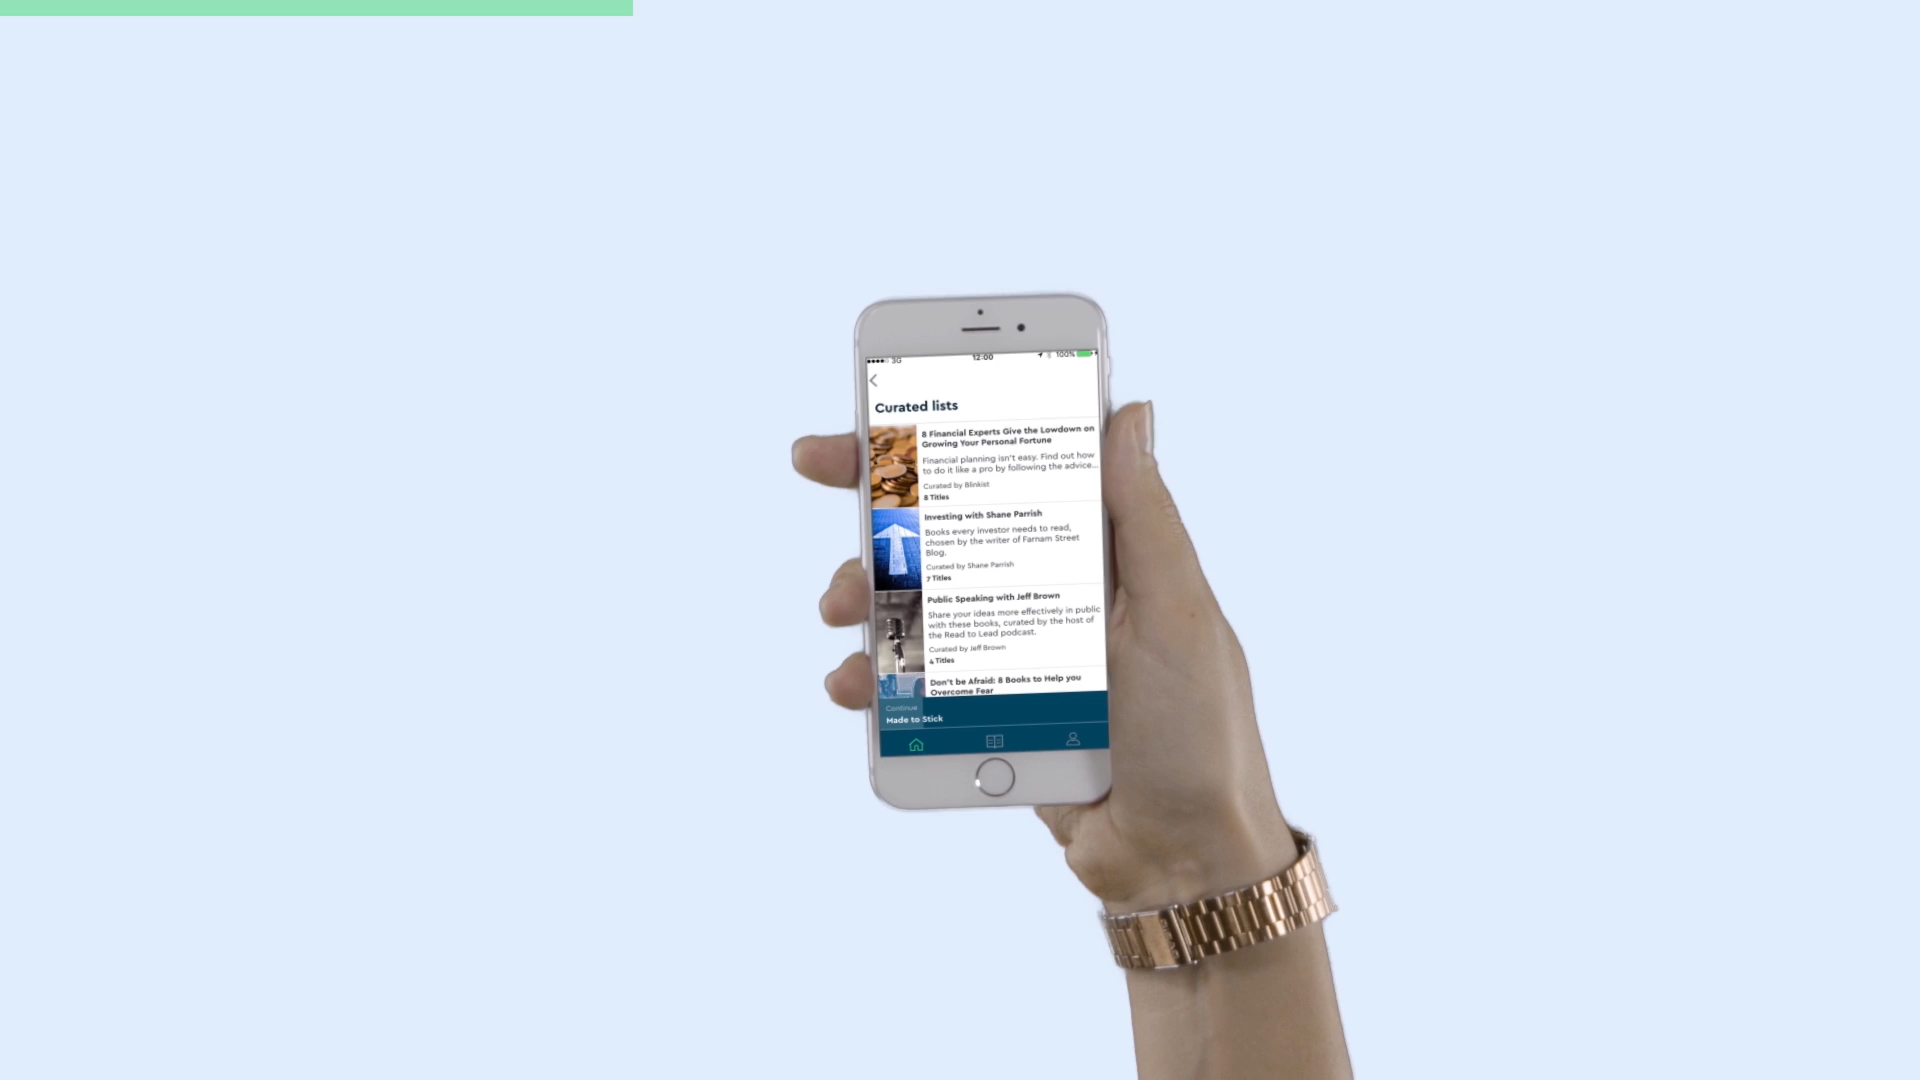 3G 12:00 100%
Curated lists
8 Financial Experts Give the Lowdown on
Growing Your Personal Fortune
Financial planning isn't easy. Find out how
to do it like a pro by following the advice...
Curated by Blinkist
8 Titles
Investing with Shane Parrish
Books every investor needs to read,
chosen by the writer of Farnam Street
Blog.
Curated by Shane Parrish
7 Titles
Public Speaking with Jeff Brown
Share your ideas more effectively in public
with these books, curated by the host of
the Read to Lead podcast.
Curated by Jeff Brown
4 Titles
Don't be Afraid: 8 Books to Help you
Overcome Fear
Continue
Made to Stick